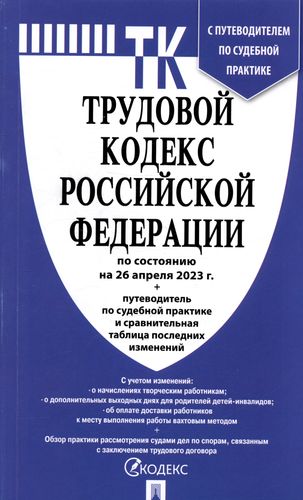 ТК
С ПУТЕВОДИТЕЛЕМ
ПО СУДЕБНОЙ
ПРАКТИКЕ
ТРУДОВОЙ
КОДЕКС
РОССИЙСКОЙ
ФЕДЕРАЦИИ
по состоянию
на 26 апреля 2023 г.
+
путеводитель
по судебной практике
и сравнительная
таблица последних
изменений
С учетом изменений:
· о начислениях творческим работникам;
· о дополнительных выходных днях для родителей детей-инвалидов;
· об оплате доставки работников
к месту выполнения работы вахтовым методом
+
Обзор практики рассмотрения судами дел по спорам, связанным
с заключением трудового договора
КОДЕКС